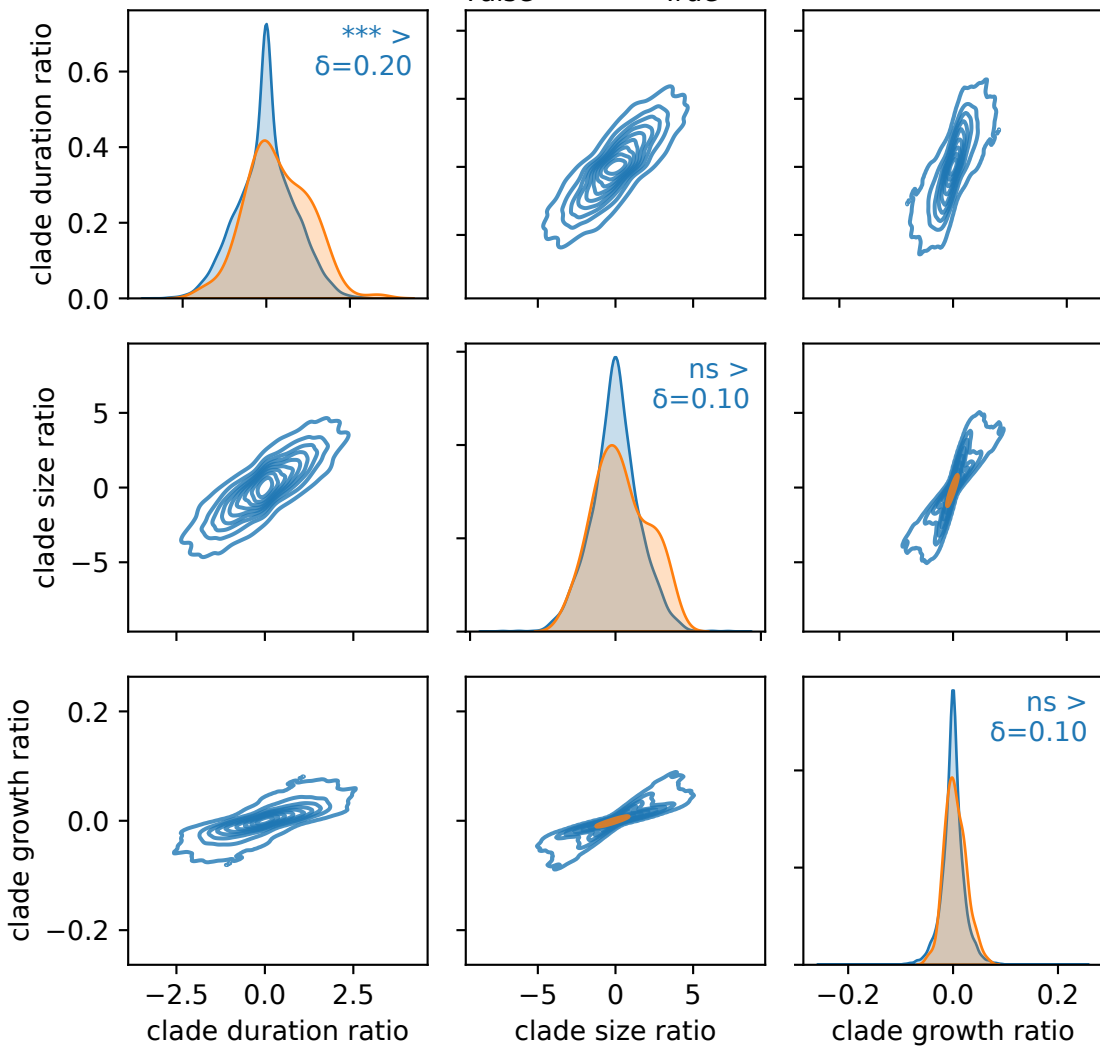 *** >
δ=0.20
clade duration ratio
0.6
0.4
0.2
0.0
ns >
δ=0.10
clade size ratio
5
0
−5
ns >
δ=0.10
clade growth ratio
0.2
0.0
−0.2
−2.5 0.0 2.5 −5 0 5 −0.2 0.0 0.2
clade duration ratio clade size ratio clade growth ratio